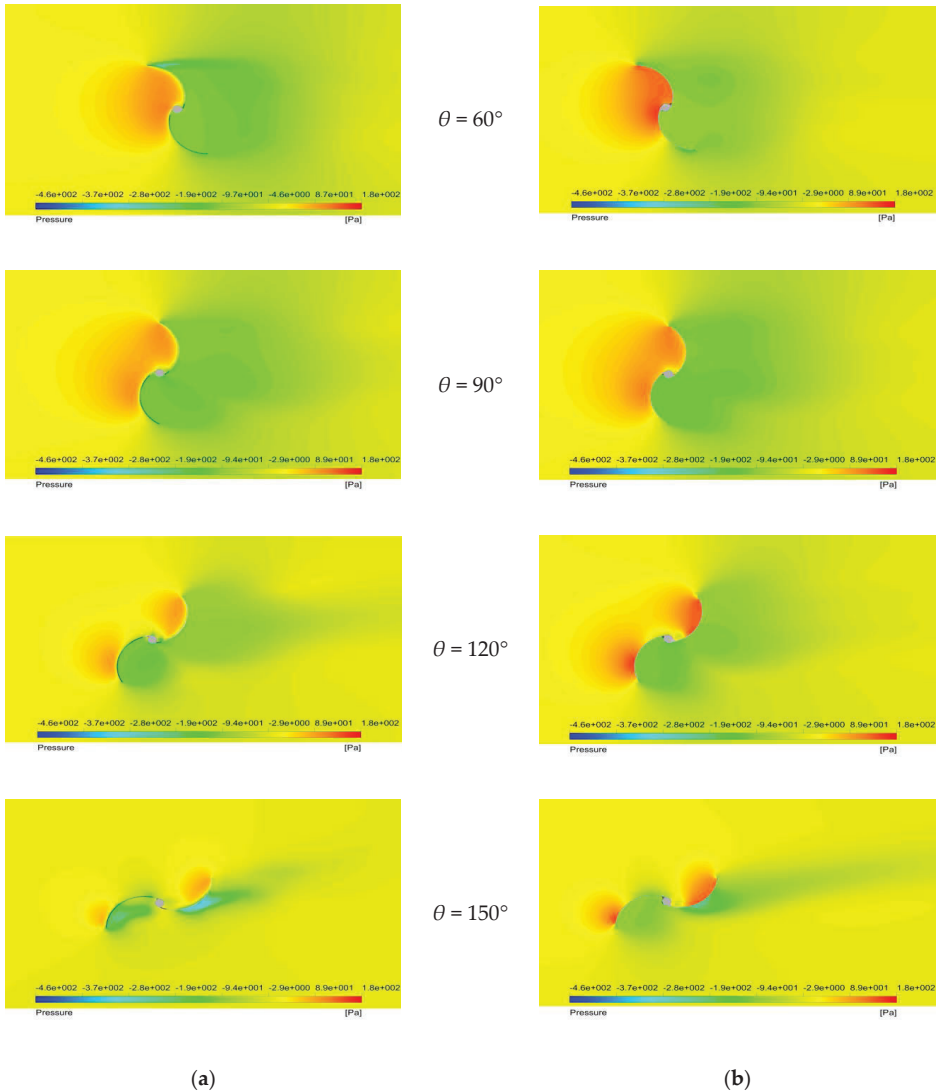 θ = 60°
-4.6e+002 -3.7e+002 -2.8e+002 -1.9e+002 -9.7e+001 -4.6e+000 8.7e+001 1.8e+002
Pressure [Pa]
-4.6e+002 -3.7e+002 -2.8e+002 -1.9e+002 -9.4e+001 -2.9e+000 8.9e+001 1.8e+002
Pressure [Pa]
θ = 90°
-4.6e+002 -3.7e+002 -2.8e+002 -1.9e+002 -9.4e+001 -2.9e+000 8.9e+001 1.8e+002
Pressure [Pa]
-4.6e+002 -3.7e+002 -2.8e+002 -1.9e+002 -9.4e+001 -2.9e+000 8.9e+001 1.8e+002
Pressure [Pa]
θ = 120°
-4.6e+002 -3.7e+002 -2.8e+002 -1.9e+002 -9.4e+001 -2.9e+000 8.9e+001 1.8e+002
Pressure [Pa]
-4.6e+002 -3.7e+002 -2.8e+002 -1.9e+002 -9.4e+001 -2.9e+000 8.9e+001 1.8e+002
Pressure [Pa]
θ = 150°
-4.6e+002 -3.7e+002 -2.8e+002 -1.9e+002 -9.4e+001 -2.9e+000 8.9e+001 1.8e+002
Pressure [Pa]
-4.6e+002 -3.7e+002 -2.8e+002 -1.9e+002 -9.4e+001 -2.9e+000 8.9e+001 1.8e+002
Pressure [Pa]
(a) (b)